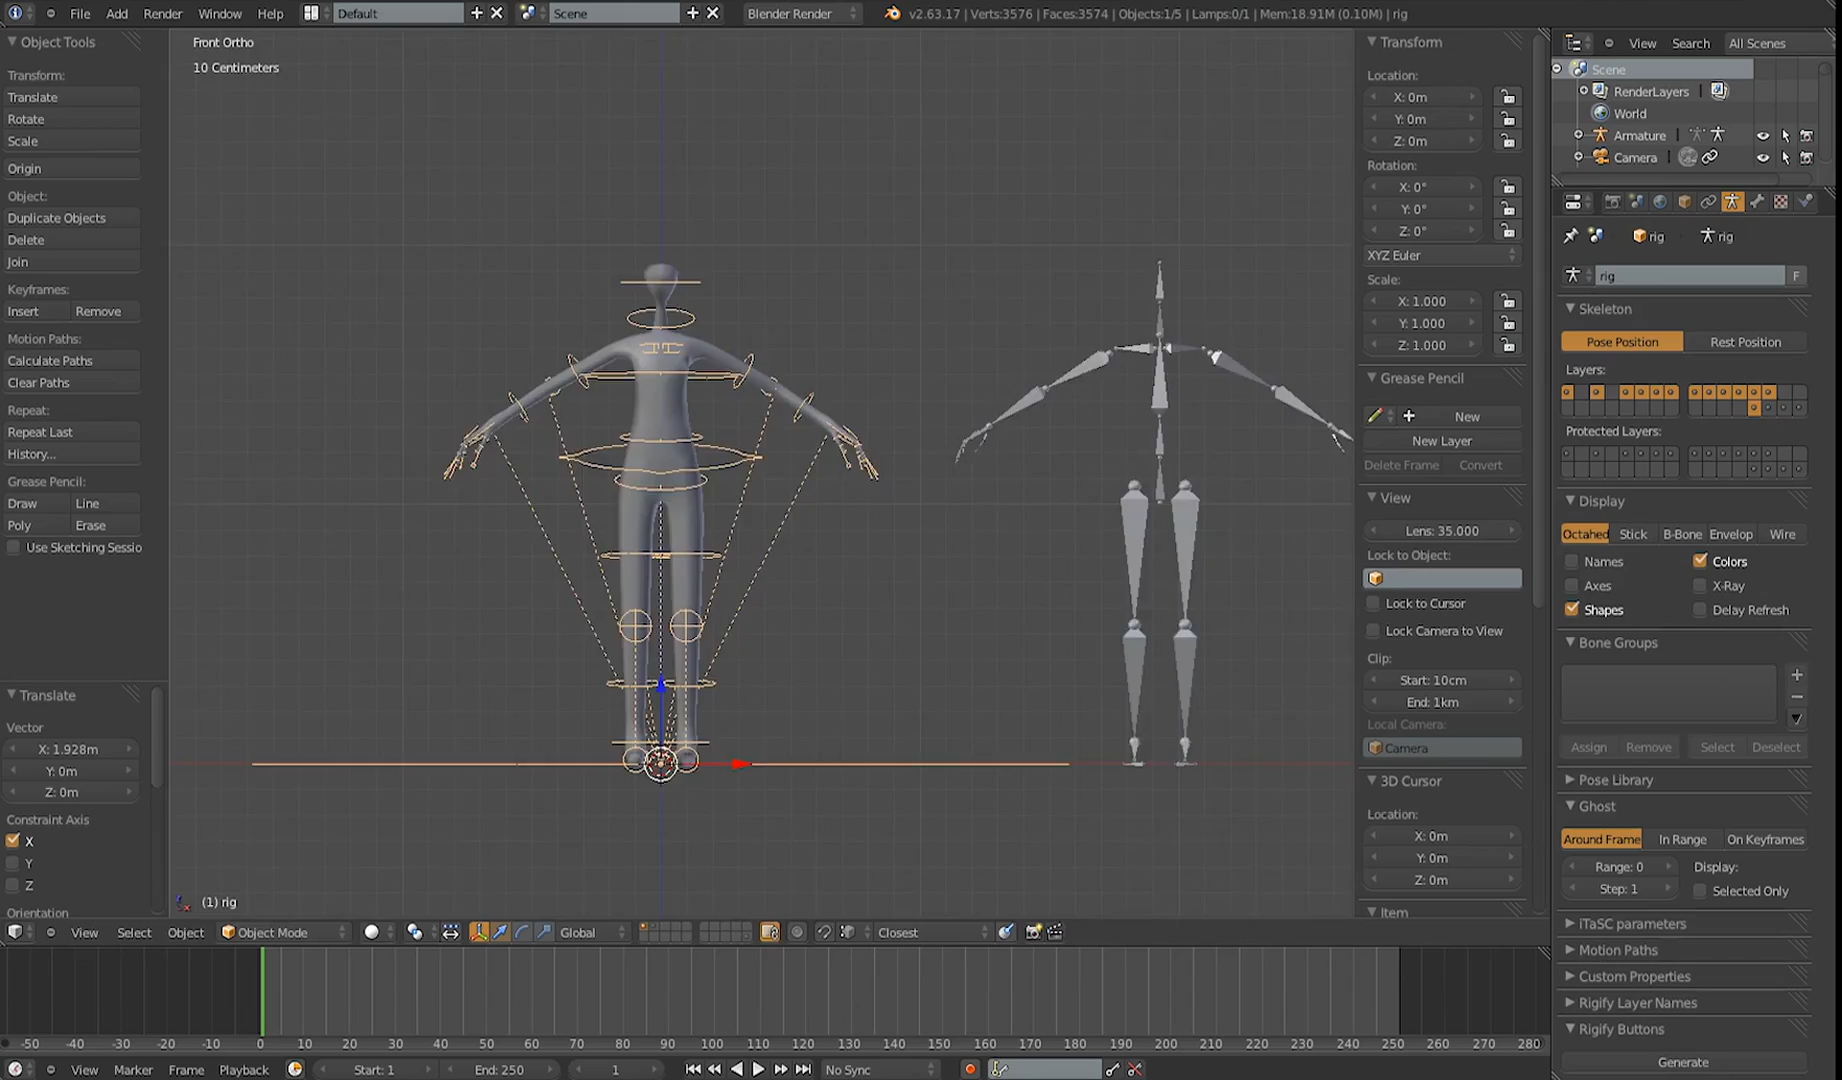 File Add Render Window Help Default Scene Blender Render v2.63.17 | Verts:3576 | Faces:3574 | Objects:1/5 | Lamps:0/1 | Mem:18.91M (0.10M) | rig
Object Tools
Transform:
Translate
Rotate
Scale
Origin
Object:
Duplicate Objects
Delete
Join
Keyframes:
Insert Remove
Motion Paths:
Calculate Paths
Clear Paths
Repeat:
Repeat Last
History...
Grease Pencil:
Draw Line
Poly Erase
Use Sketching Sessio
Translate
Vector
X: 1.928m
Y: 0m
Z: 0m
Constraint Axis
X
Y
Z
Orientation
Front Ortho
10 Centimeters
(1) rig
Transform
Location:
X: 0m
Y: 0m
Z: 0m
Rotation:
X: 0°
Y: 0°
Z: 0°
XYZ Euler
Scale:
X: 1.000
Y: 1.000
Z: 1.000
Grease Pencil
New
New Layer
Delete Frame Convert
View
Lens: 35.000
Lock to Object:
Lock to Cursor
Lock Camera to View
Clip:
Start: 10cm
End: 1km
Local Camera:
Camera
3D Cursor
Location:
X: 0m
Y: 0m
Z: 0m
Item
View Search All Scenes
Scene
RenderLayers |
World
Armature |
Camera |
rig rig
rig F
Skeleton
Pose Position Rest Position
Layers:
Protected Layers:
Display
Octahed Stick B-Bone Envelop Wire
Names Colors
Axes X-Ray
Shapes Delay Refresh
Bone Groups
Assign Remove Select Deselect
Pose Library
Ghost
Around Frame In Range On Keyframes
Range: 0 Display:
Step: 1 Selected Only
iTaSC parameters
Motion Paths
Custom Properties
Rigify Layer Names
Rigify Buttons
Generate
View Select Object Object Mode Global Closest
-50 -40 -30 -20 -10 0 10 20 30 40 50 60 70 80 90 100 110 120 130 140 150 160 170 180 190 200 210 220 230 240 250 260 270 280
View Marker Frame Playback Start: 1 End: 250 1 No Sync